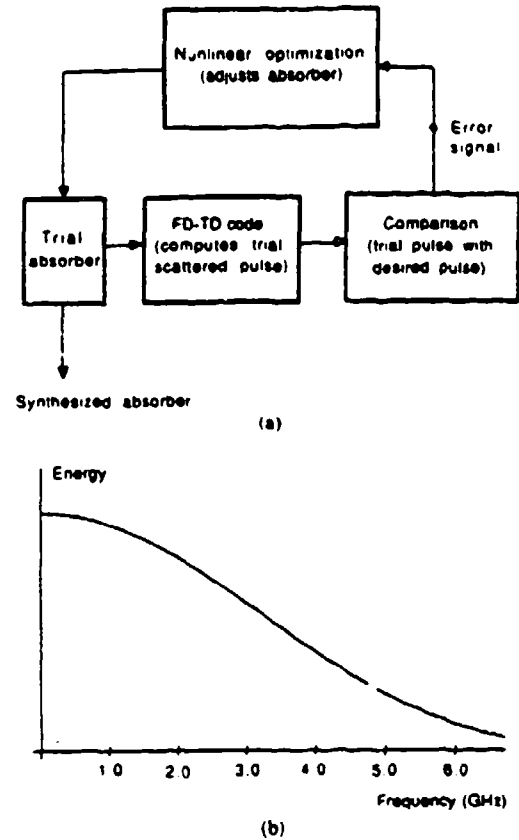 Nonlinear optimization
(adjusts absorber)
Error
signal
Trial
absorber
FD-TD code
(computes trial
scattered pulse)
Comparison
(trial pulse with
desired pulse)
Synthesized absorber
(a)
Energy
1.0 2.0 3.0 4.0 5.0 6.0
Frequency (GHz)
(b)